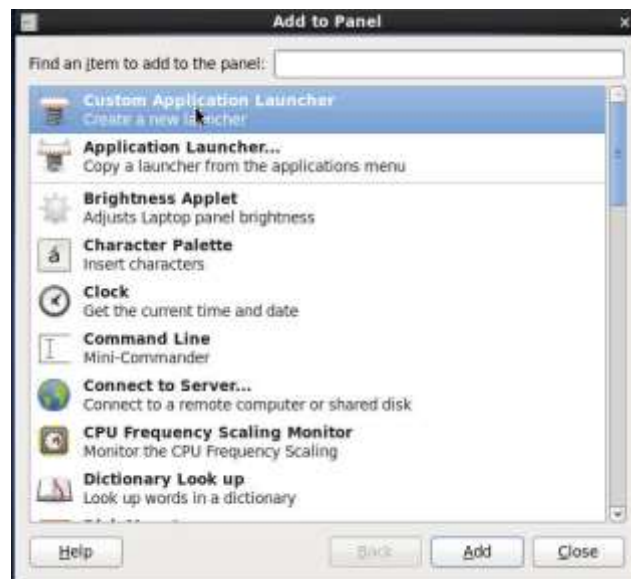 Add to Panel
Find an item to add to the panel:
Custom Application Launcher
Create a new launcher
Application Launcher...
Copy a launcher from the applications menu
Brightness Applet
Adjusts Laptop panel brightness
Character Palette
á
Insert characters
Clock
Get the current time and date
Command Line
Mini-Commander
Connect to Server...
Connect to a remote computer or shared disk
CPU Frequency Scaling Monitor
Monitor the CPU Frequency Scaling
Dictionary Look up
Look up words in a dictionary
Help Back Add Close